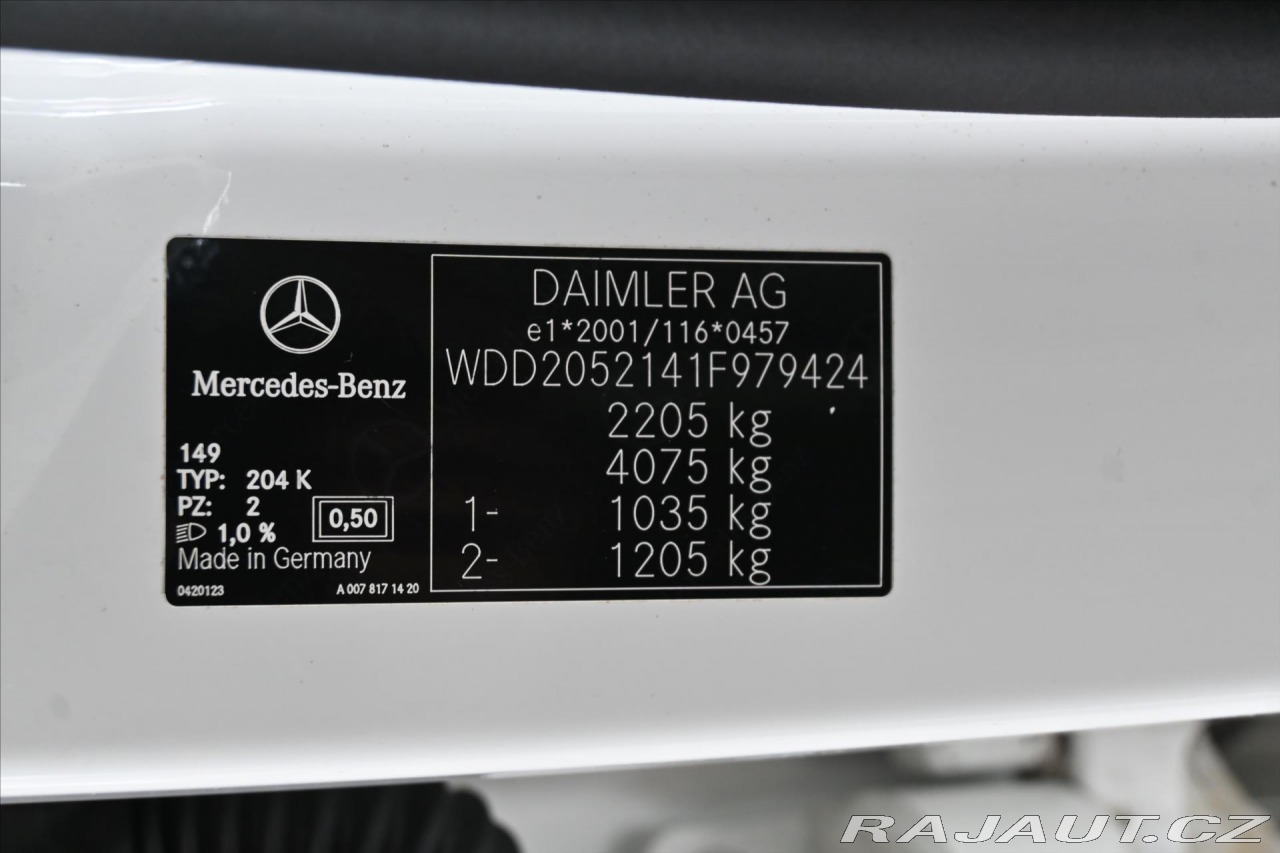 Mercedes-Benz
149
TYP: 204 K
PZ: 2
1,0 %
0,50
Made in Germany
0420123
A 007 817 14 20
DAIMLER AG
e1*2001/116*0457
WDD2052141F979424
2205 kg
4075 kg
1- 1035 kg
2- 1205 kg
RAJAUT.CZ